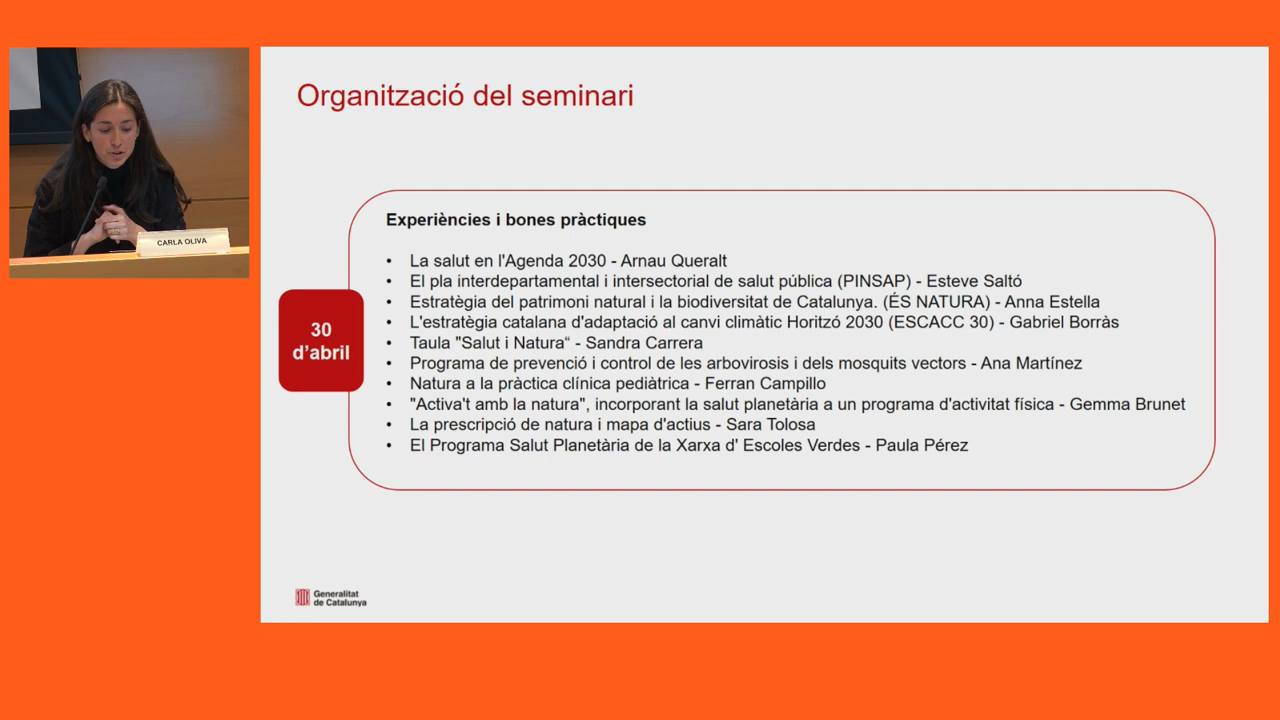 Organització del seminari
CARLA OLIVA
Experiències i bones pràctiques
• La salut en l'Agenda 2030 - Arnau Queralt
• El pla interdepartamental i intersectorial de salut pública (PINSAP) - Esteve Saltó
• Estratègia del patrimoni natural i la biodiversitat de Catalunya. (ÉS NATURA) - Anna Estella
• L'estratègia catalana d'adaptació al canvi climàtic Horitzó 2030 (ESCACC 30) - Gabriel Borràs
• Taula "Salut i Natura“ - Sandra Carrera
• Programa de prevenció i control de les arbovirosis i dels mosquits vectors - Ana Martínez
• Natura a la pràctica clínica pediàtrica - Ferran Campillo
• "Activa't amb la natura", incorporant la salut planetària a un programa d'activitat física - Gemma Brunet
• La prescripció de natura i mapa d'actius - Sara Tolosa
• El Programa Salut Planetària de la Xarxa d' Escoles Verdes - Paula Pérez
30
d’abril
Generalitat
de Catalunya